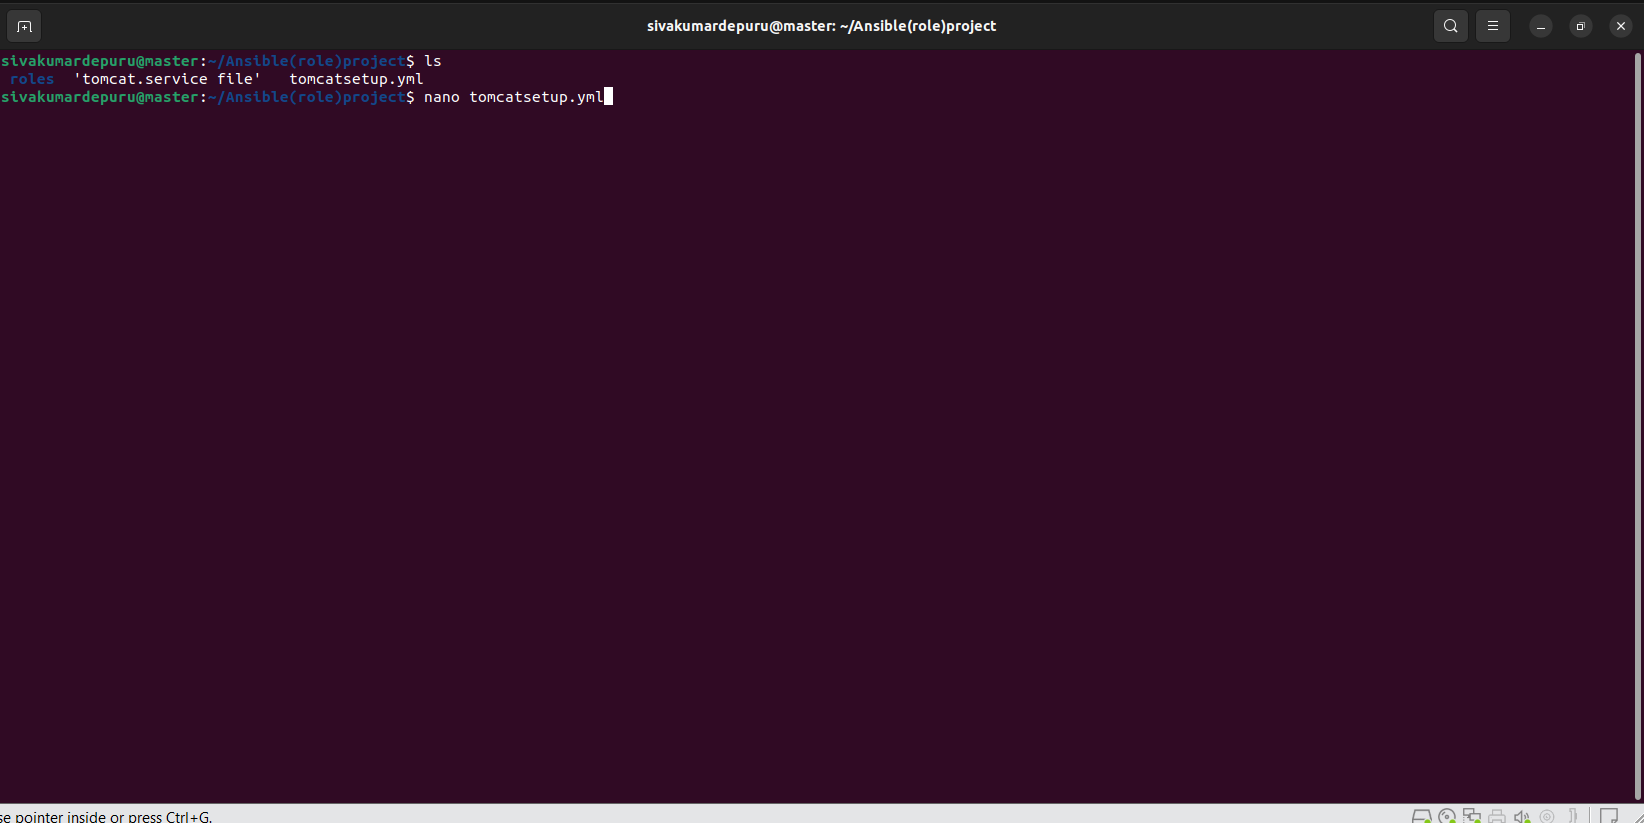 sivakumardepuru@master: ~/Ansible(role)project
sivakumardepuru@master:~/Ansible(role)project$ ls
roles  'tomcat.service file'   tomcatsetup.yml
sivakumardepuru@master:~/Ansible(role)project$ nano tomcatsetup.yml
se pointer inside or press Ctrl+G.